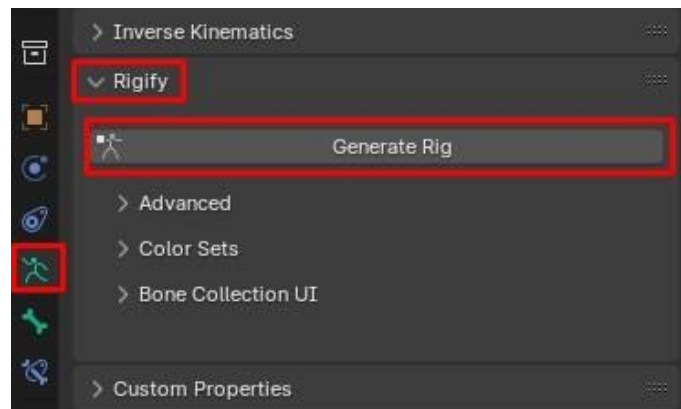 Inverse Kinematics
Rigify
Generate Rig
Advanced
Color Sets
Bone Collection UI
Custom Properties